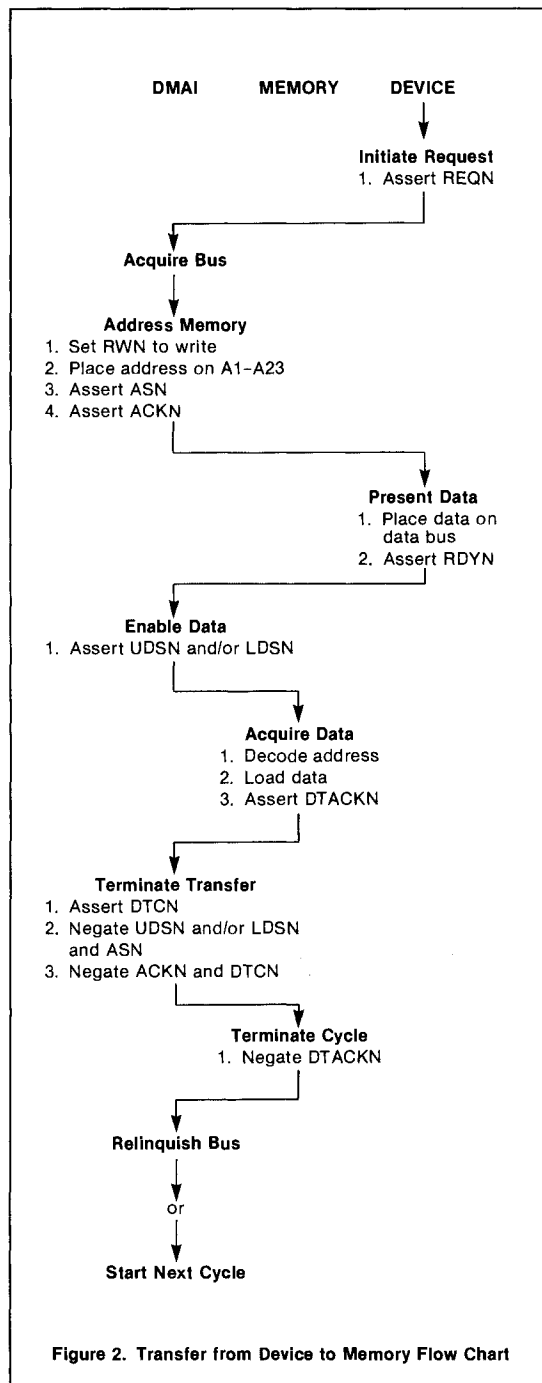 DMAI MEMORY DEVICE
Initiate Request
1. Assert REQN
Acquire Bus
Address Memory
1. Set RWN to write
2. Place address on A1–A23
3. Assert ASN
4. Assert ACKN
Present Data
1. Place data on
data bus
2. Assert RDYN
Enable Data
1. Assert UDSN and/or LDSN
Acquire Data
1. Decode address
2. Load data
3. Assert DTACKN
Terminate Transfer
1. Assert DTCN
2. Negate UDSN and/or LDSN
and ASN
3. Negate ACKN and DTCN
Terminate Cycle
1. Negate DTACKN
Relinquish Bus
or
Start Next Cycle
Figure 2. Transfer from Device to Memory Flow Chart